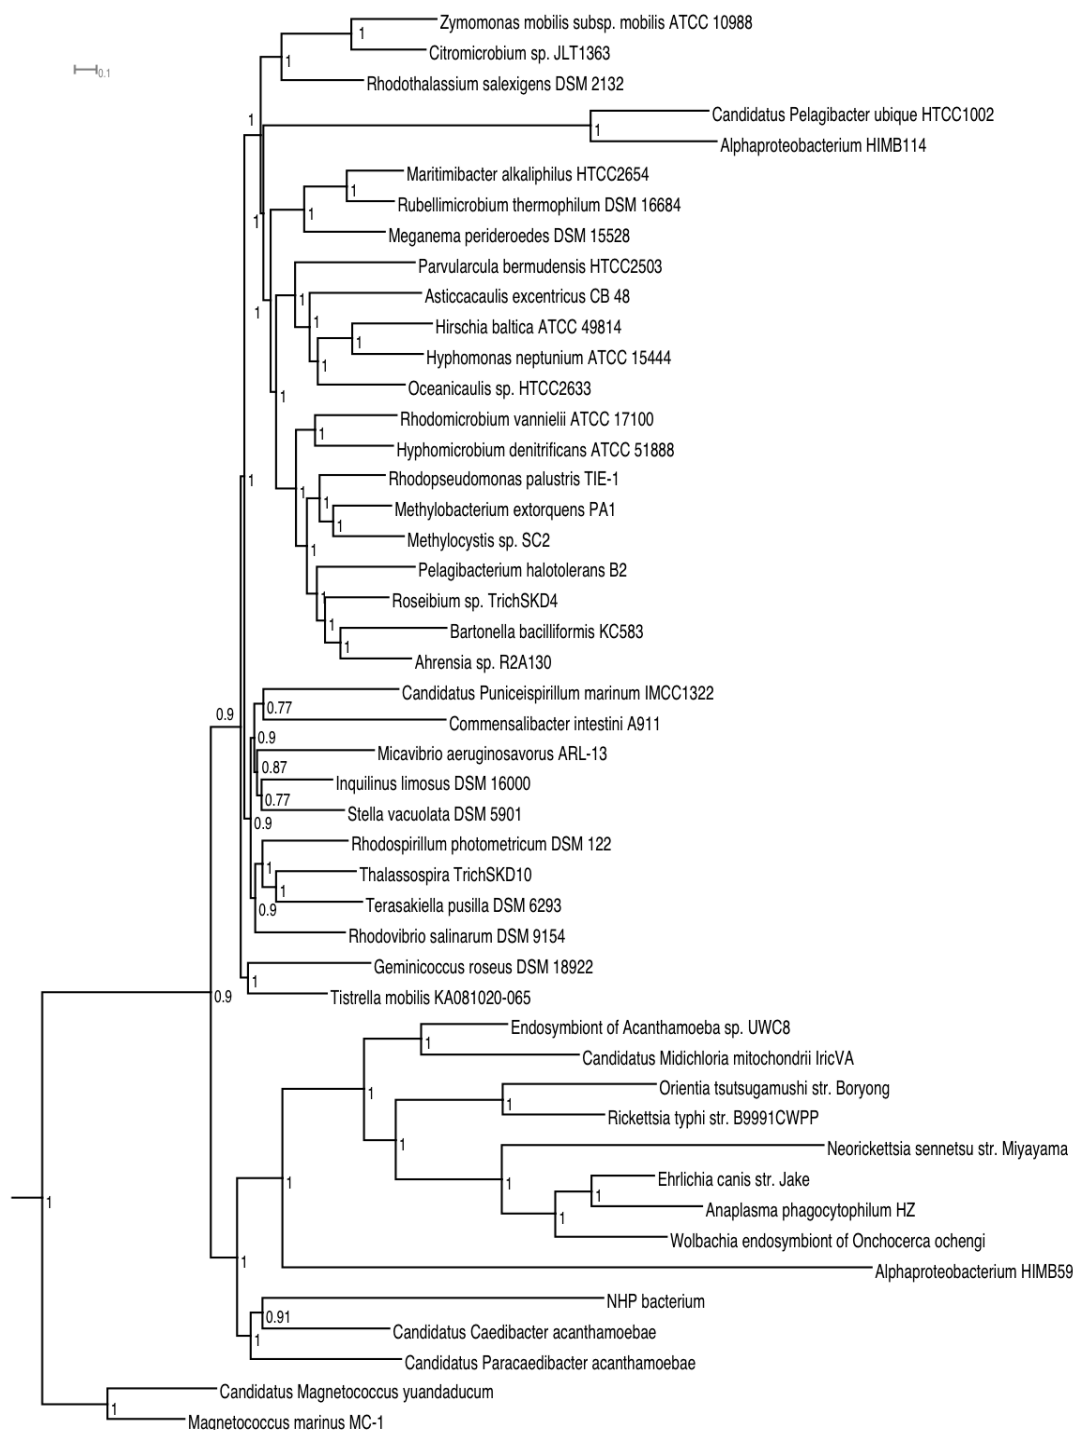 Zymomonas mobilis subsp. mobilis ATCC 10988
1
Citromicrobium sp. JLT1363
1
0.1
Rhodothalassium salexigens DSM 2132
1
Candidatus Pelagibacter ubique HTCC1002
1
Alphaproteobacterium HIMB114
Maritimibacter alkaliphilus HTCC2654
1
Rubellimicrobium thermophilum DSM 16684
1
1
Meganema perideroedes DSM 15528
Parvularcula bermudensis HTCC2503
1
Asticcacaulis excentricus CB 48
1
1
Hirschia baltica ATCC 49814
1
Hyphomonas neptunium ATCC 15444
1
Oceanicaulis sp. HTCC2633
1
Rhodomicrobium vannielii ATCC 17100
1
Hyphomicrobium denitrificans ATCC 51888
Rhodopseudomonas palustris TIE-1
1
1
1
Methylobacterium extorquens PA1
1
Methylocystis sp. SC2
1
Pelagibacterium halotolerans B2
1
Roseibium sp. TrichSKD4
1
Bartonella bacilliformis KC583
1
Ahrensia sp. R2A130
Candidatus Puniceispirillum marinum IMCC1322
0.77
0.9
Commensalibacter intestini A911
0.9
Micavibrio aeruginosavorus ARL-13
0.87
Inquilinus limosus DSM 16000
0.77
Stella vacuolata DSM 5901
0.9
Rhodospirillum photometricum DSM 122
1
Thalassospira TrichSKD10
1
Terasakiella pusilla DSM 6293
0.9
Rhodovibrio salinarum DSM 9154
Geminicoccus roseus DSM 18922
1
0.9
Tistrella mobilis KA081020-065
Endosymbiont of Acanthamoeba sp. UWC8
1
Candidatus Midichloria mitochondrii IricVA
1
Orientia tsutsugamushi str. Boryong
1
Rickettsia typhi str. B9991CWPP
1
Neorickettsia sennetsu str. Miyayama
1
1
Ehrlichia canis str. Jake
1
1
Anaplasma phagocytophilum HZ
1
Wolbachia endosymbiont of Onchocerca ochengi
1
Alphaproteobacterium HIMB59
NHP bacterium
0.91
Candidatus Caedibacter acanthamoebae
1
Candidatus Paracaedibacter acanthamoebae
Candidatus Magnetococcus yuandaducum
1
Magnetococcus marinus MC-1